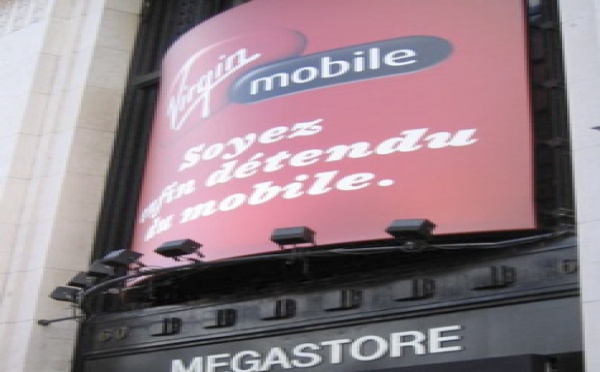 Virgin mobile
Soyez
enfin détendu
du mobile.
MEGASTORE